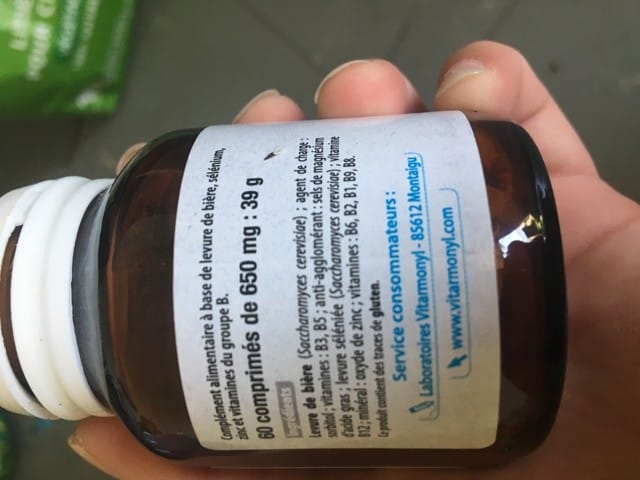 Complément alimentaire à base de levure de bière, sélénium,
zinc et vitamines du groupe B.
60 comprimés de 650 mg : 39 g
Ingrédients
Levure de bière (Saccharomyces cerevisiae) ; agent de charge :
sorbitol ; vitamines : B3, B5 ; anti-agglomérant : sels de magnésium
d'acide gras ; levure séléniée (Saccharomyces cerevisiae) ; vitamine
B12 ; minéral : oxyde de zinc ; vitamines : B6, B2, B1, B9, B8.
Ce produit contient des traces de gluten.
Service consommateurs :
Laboratoires Vitarmonyl - 85612 Montaigu
www.vitarmonyl.com